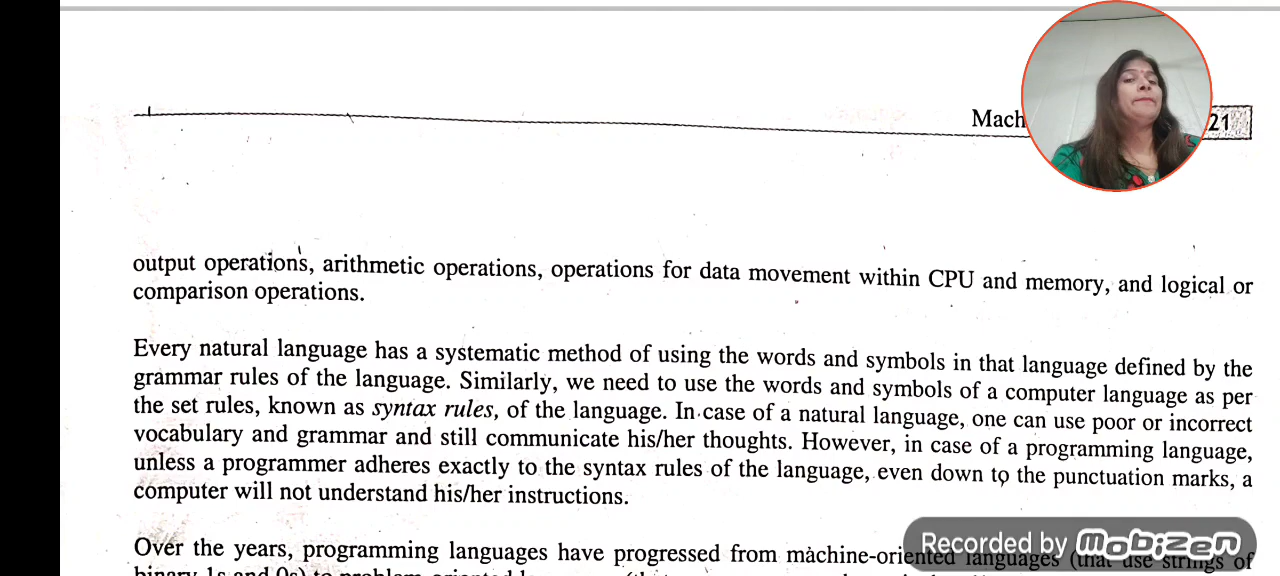 Mach
21
output operations, arithmetic operations, operations for data movement within CPU and memory, and logical or
comparison operations.
Every natural language has a systematic method of using the words and symbols in that language defined by the
grammar rules of the language. Similarly, we need to use the words and symbols of a computer language as per
the set rules, known as syntax rules, of the language. In case of a natural language, one can use poor or incorrect
vocabulary and grammar and still communicate his/her thoughts. However, in case of a programming language,
unless a programmer adheres exactly to the syntax rules of the language, even down to the punctuation marks, a
computer will not understand his/her instructions.
Over the years, programming languages have progressed from machine-oriented languages (that use strings of
binary 1s and 0s) to problem-oriented
Recorded by mobizen